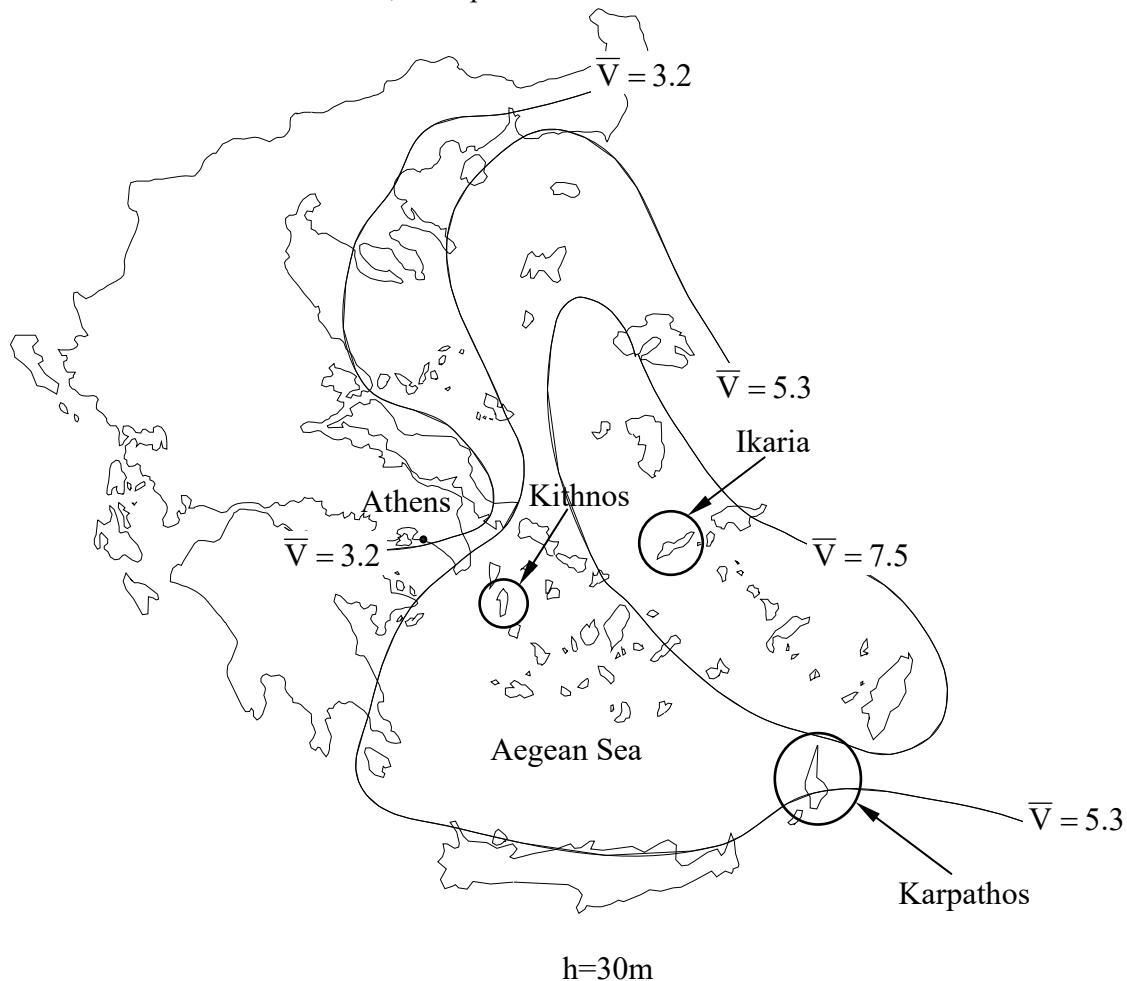 V̅ = 3.2
V̅ = 5.3
Ikaria
Athens
Kithnos
V̅ = 3.2
V̅ = 7.5
Aegean Sea
V̅ = 5.3
Karpathos
h=30m